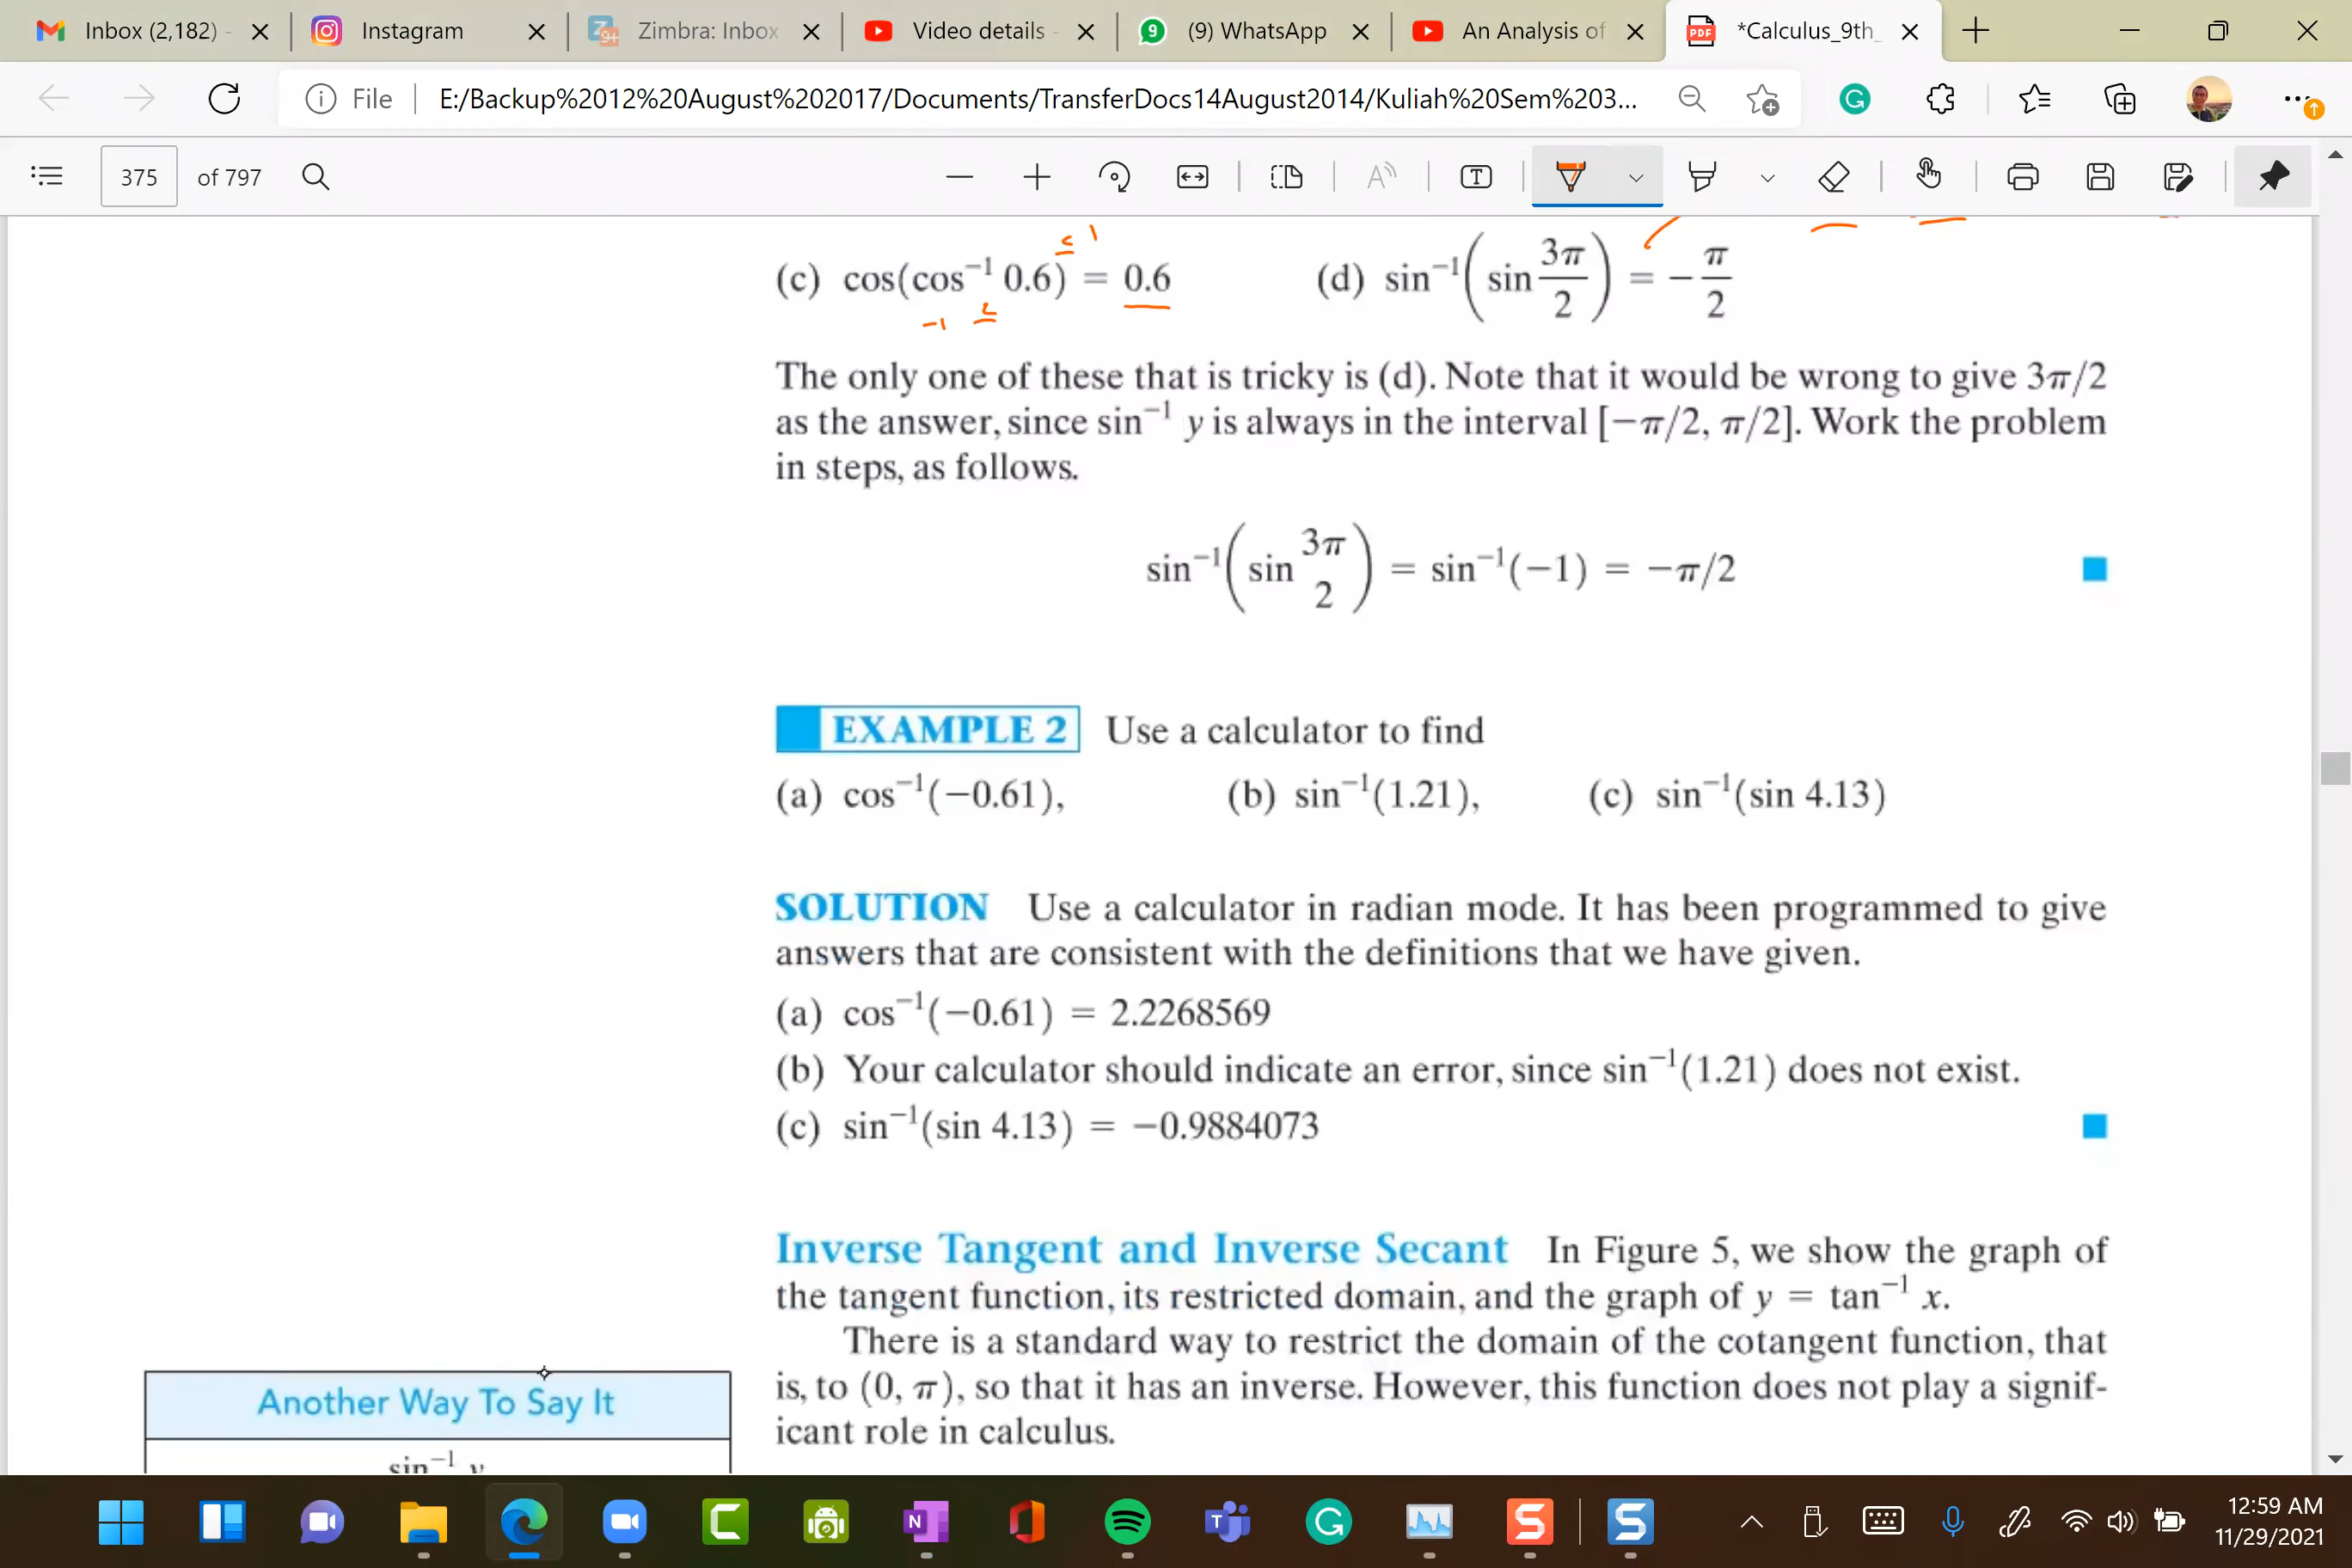 Inbox (2,182) -
Instagram
Zimbra: Inbox
Video details -
(9) WhatsApp
An Analysis of
*Calculus_9th_
File
E:/Backup%2012%20August%202017/Documents/TransferDocs14August2014/Kuliah%20Sem%203...
375 of 797
(c) cos(cos⁻¹ 0.6) = 0.6 (d) sin⁻¹(sin 3π/2) = −π/2
The only one of these that is tricky is (d). Note that it would be wrong to give 3π/2
as the answer, since sin⁻¹ y is always in the interval [−π/2, π/2]. Work the problem
in steps, as follows.
sin⁻¹(sin 3π/2) = sin⁻¹(−1) = −π/2
EXAMPLE 2 Use a calculator to find
(a) cos⁻¹(−0.61), (b) sin⁻¹(1.21), (c) sin⁻¹(sin 4.13)
SOLUTION Use a calculator in radian mode. It has been programmed to give
answers that are consistent with the definitions that we have given.
(a) cos⁻¹(−0.61) = 2.2268569
(b) Your calculator should indicate an error, since sin⁻¹(1.21) does not exist.
(c) sin⁻¹(sin 4.13) = −0.9884073
Inverse Tangent and Inverse Secant In Figure 5, we show the graph of
the tangent function, its restricted domain, and the graph of y = tan⁻¹ x.
There is a standard way to restrict the domain of the cotangent function, that
is, to (0, π), so that it has an inverse. However, this function does not play a signif-
icant role in calculus.
Another Way To Say It
sin⁻¹ y
12:59 AM
11/29/2021